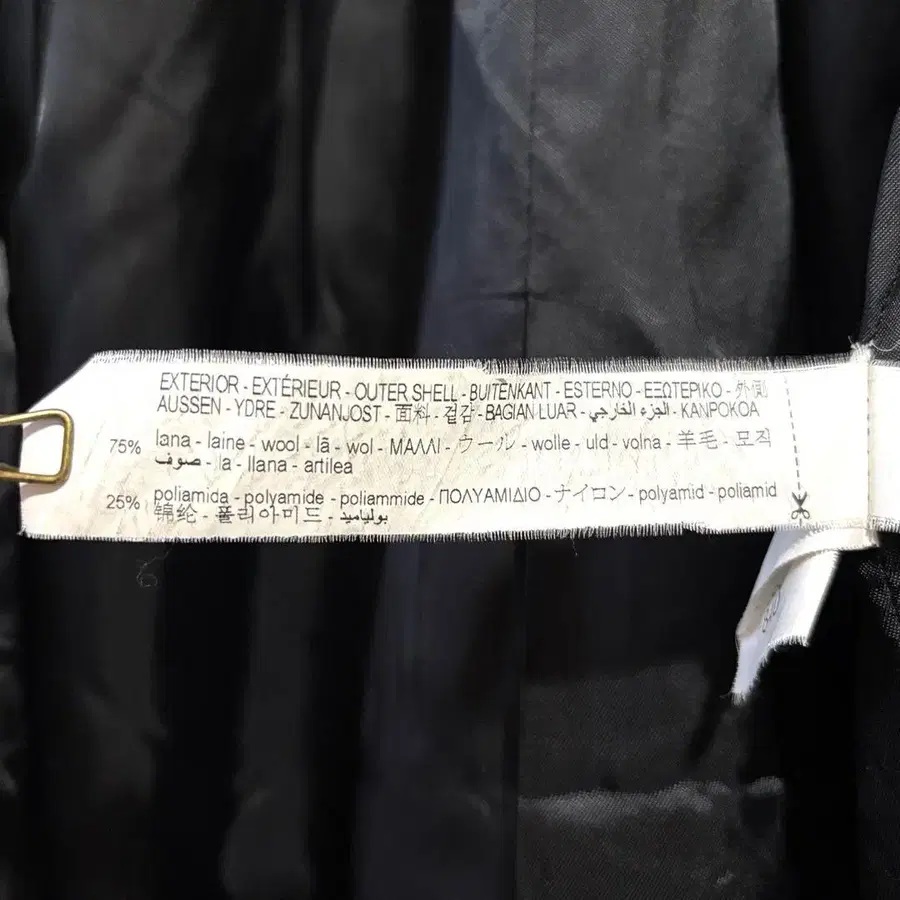 EXTERIOR - EXTÉRIEUR - OUTER SHELL - BUITENKANT - ESTERNO - ΕΞΩΤΕΡΙΚΟ - 外側
AUSSEN - YDRE - ZUNANJOST - 面料 - 겉감 - BAGIAN LUAR - الجزء الخارجي - KANPOKOA
75% lana - laine - wool - lã - wol - ΜΑΛΛΙ - ウール - wolle - uld - volna - 羊毛 - 모직
صوف - la - llana - artilea
25% poliamida - polyamide - poliammide - ΠΟΛΥΑΜΙΔΙΟ - ナイロン - polyamid - poliamid
锦纶 - 폴리아미드 - بولياميد